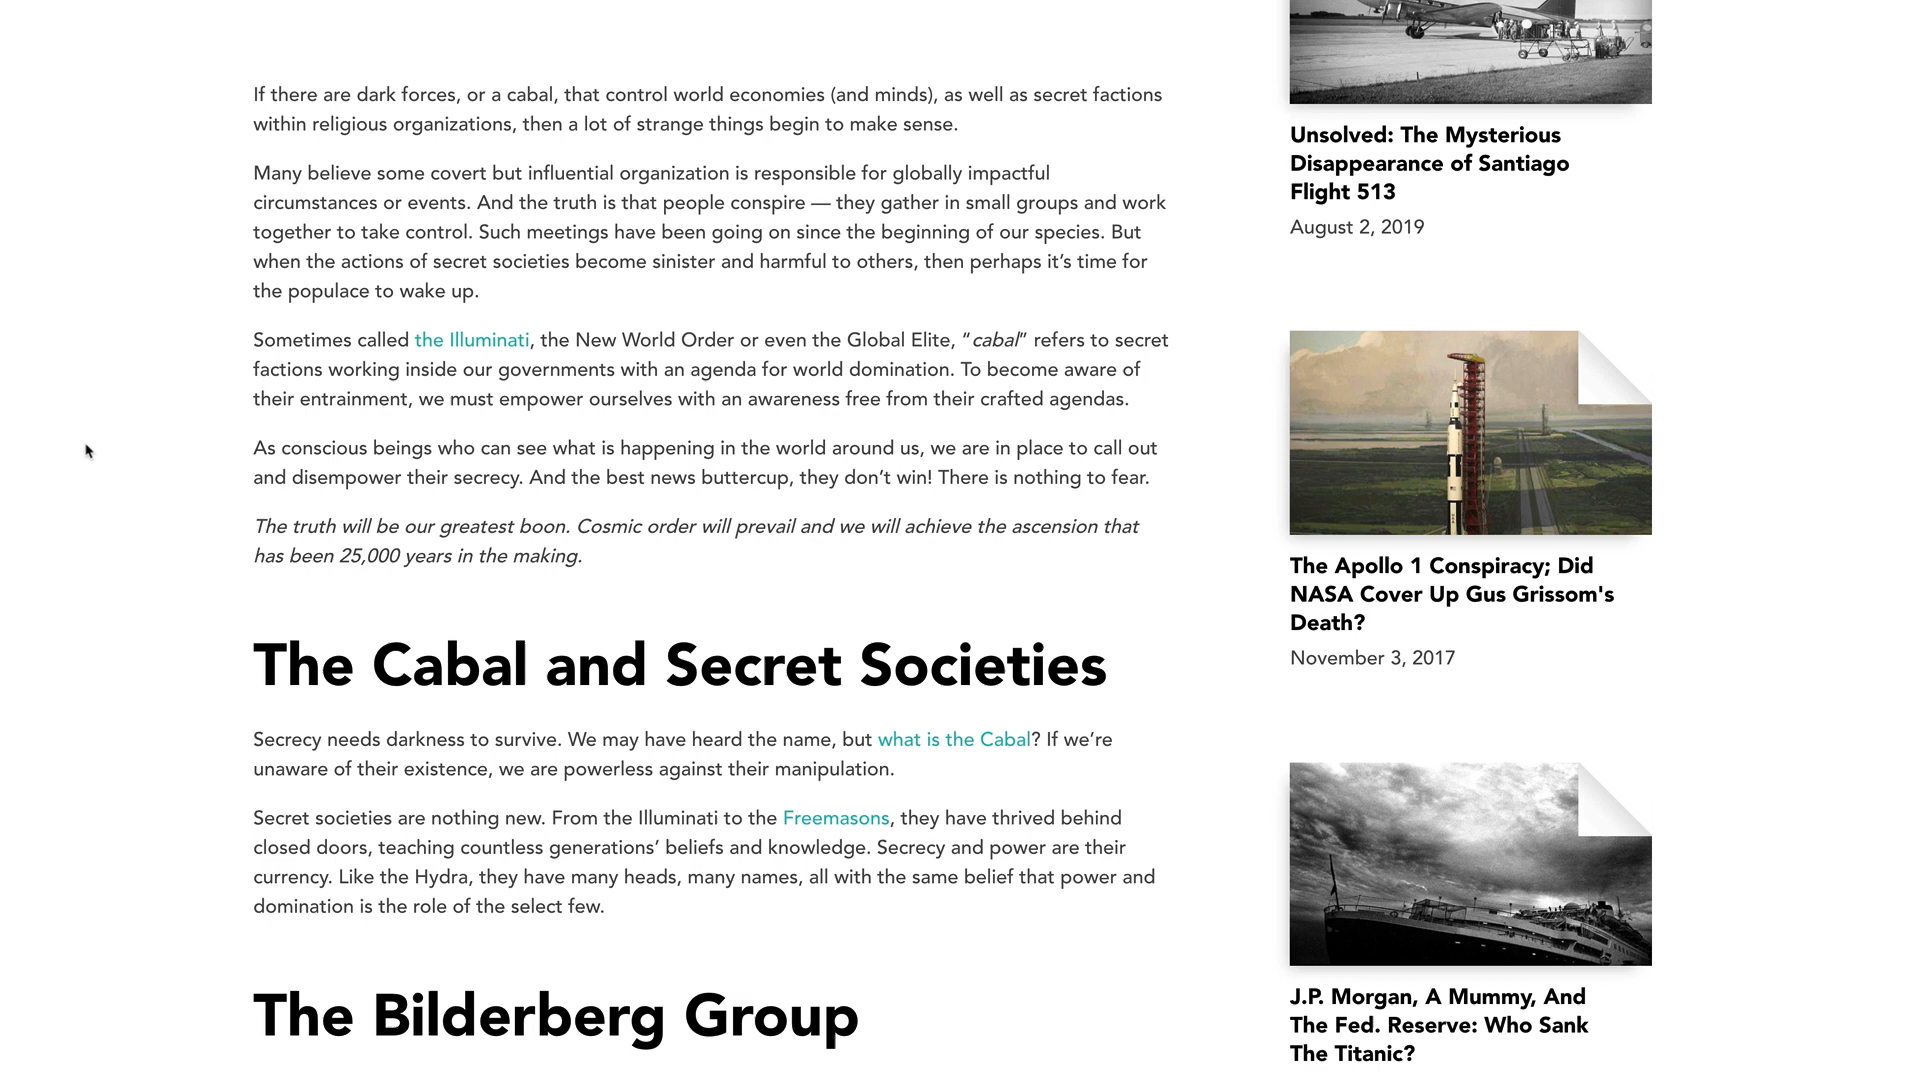 If there are dark forces, or a cabal, that control world economies (and minds), as well as secret factions
within religious organizations, then a lot of strange things begin to make sense.
Many believe some covert but influential organization is responsible for globally impactful
circumstances or events. And the truth is that people conspire — they gather in small groups and work
together to take control. Such meetings have been going on since the beginning of our species. But
when the actions of secret societies become sinister and harmful to others, then perhaps it’s time for
the populace to wake up.
Sometimes called the Illuminati, the New World Order or even the Global Elite, “cabal” refers to secret
factions working inside our governments with an agenda for world domination. To become aware of
their entrainment, we must empower ourselves with an awareness free from their crafted agendas.
As conscious beings who can see what is happening in the world around us, we are in place to call out
and disempower their secrecy. And the best news buttercup, they don’t win! There is nothing to fear.
The truth will be our greatest boon. Cosmic order will prevail and we will achieve the ascension that
has been 25,000 years in the making.
The Cabal and Secret Societies
Secrecy needs darkness to survive. We may have heard the name, but what is the Cabal? If we’re
unaware of their existence, we are powerless against their manipulation.
Secret societies are nothing new. From the Illuminati to the Freemasons, they have thrived behind
closed doors, teaching countless generations’ beliefs and knowledge. Secrecy and power are their
currency. Like the Hydra, they have many heads, many names, all with the same belief that power and
domination is the role of the select few.
The Bilderberg Group
Unsolved: The Mysterious
Disappearance of Santiago
Flight 513
August 2, 2019
The Apollo 1 Conspiracy; Did
NASA Cover Up Gus Grissom's
Death?
November 3, 2017
J.P. Morgan, A Mummy, And
The Fed. Reserve: Who Sank
The Titanic?